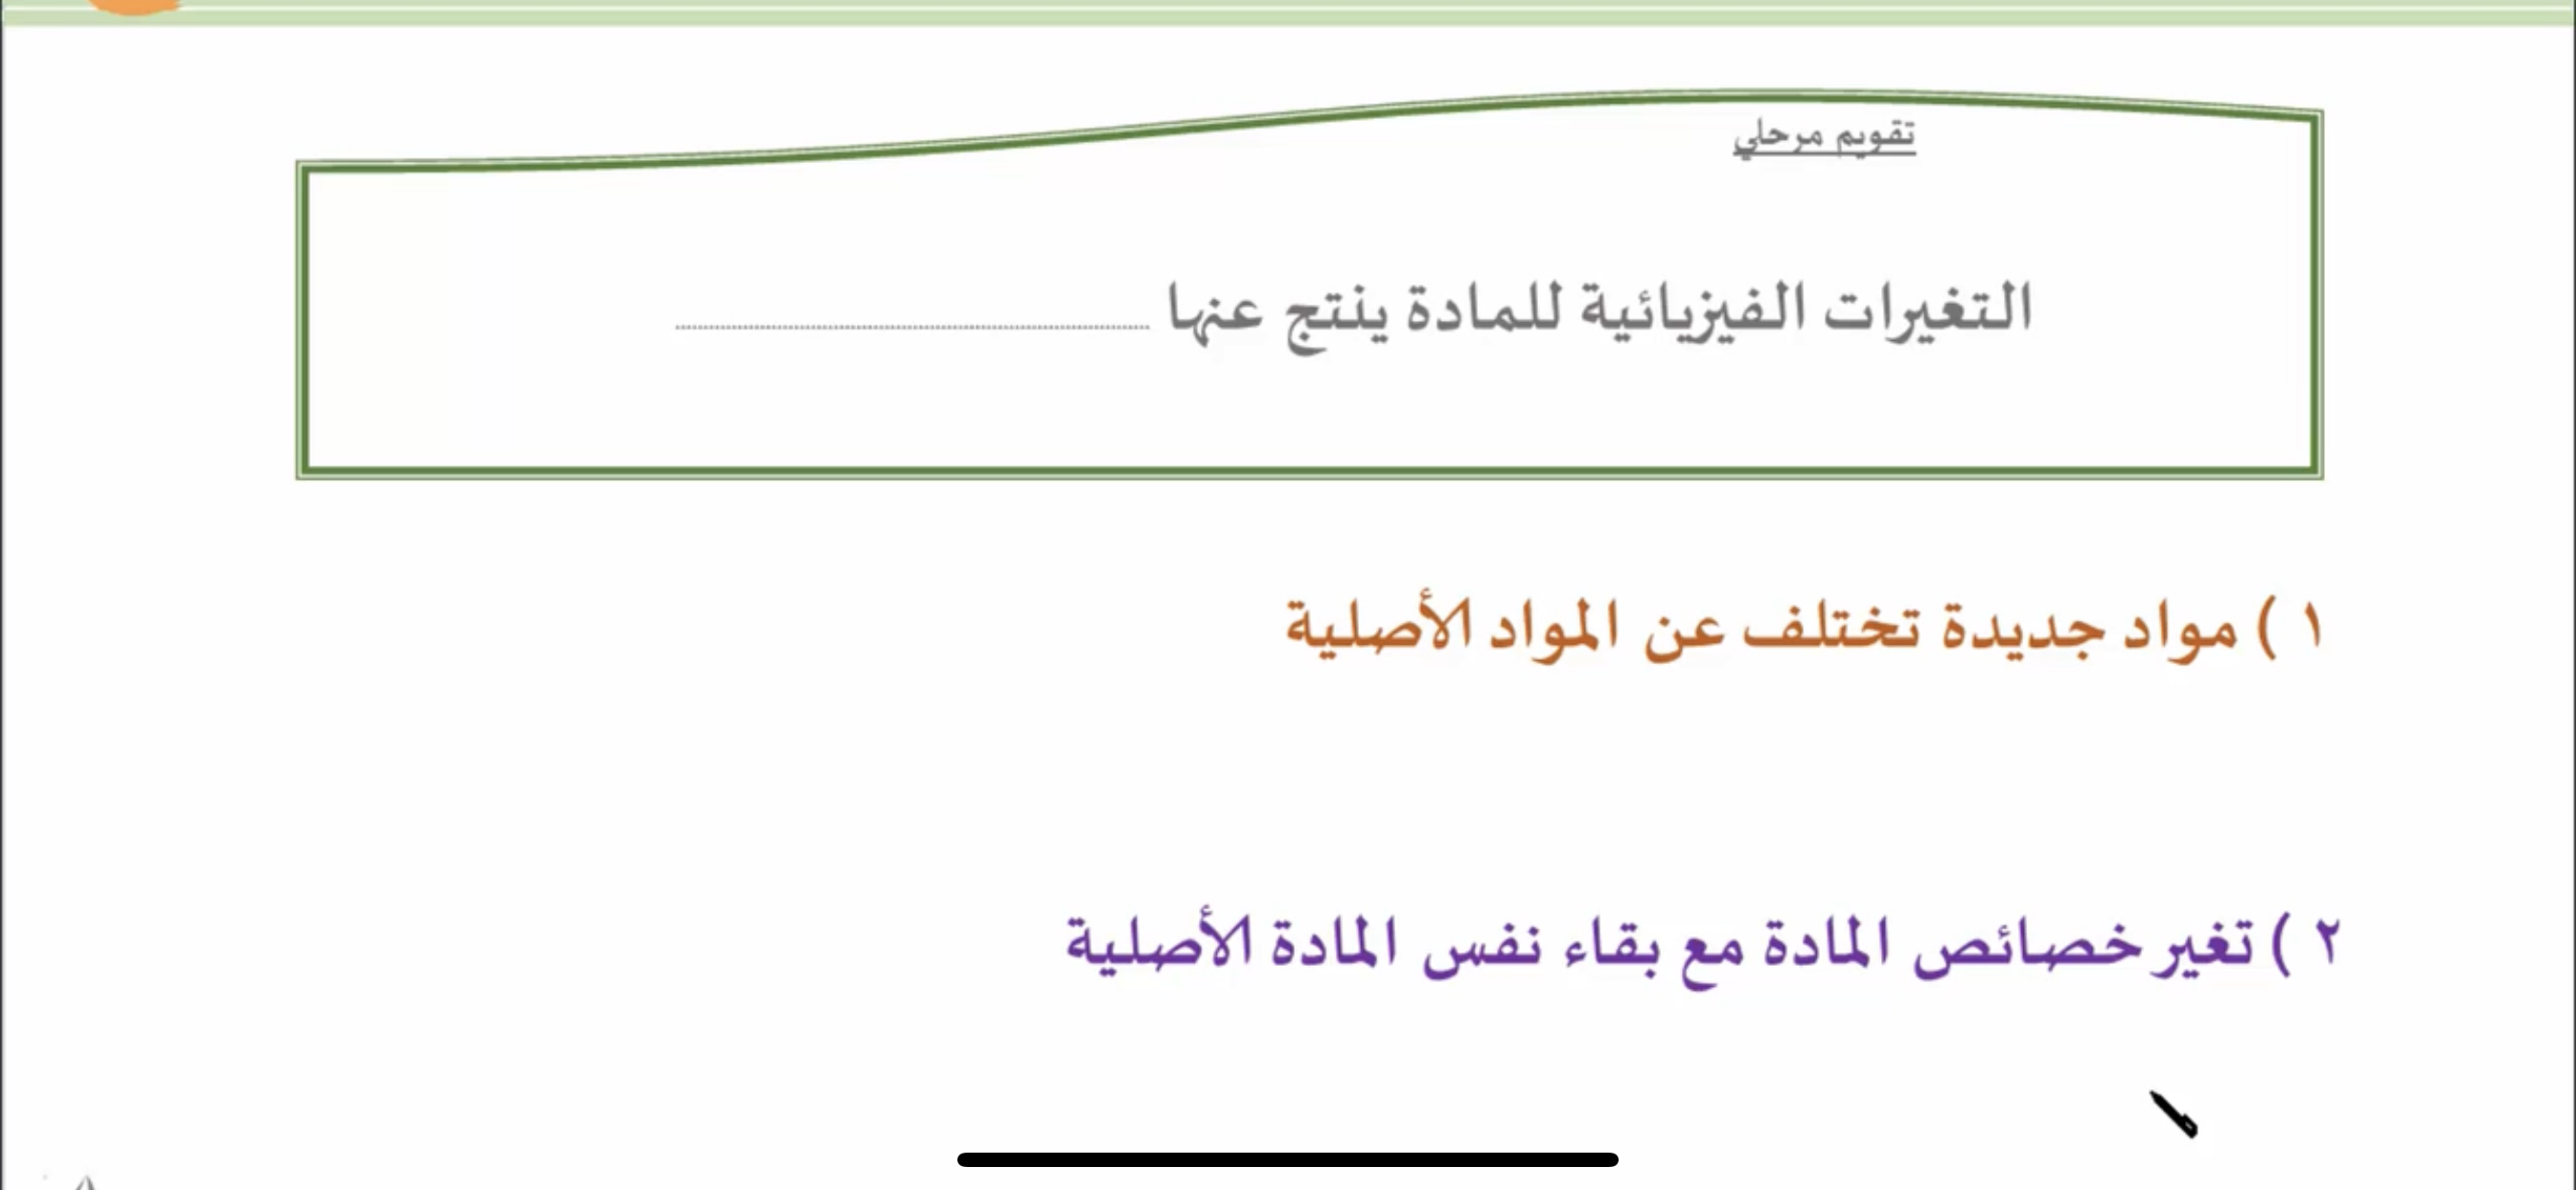 تقويم مرحلي
التغيرات الفيزيائية للمادة ينتج عنها ........................
١ ) مواد جديدة تختلف عن المواد الأصلية
٢ ) تغير خصائص المادة مع بقاء نفس المادة الأصلية